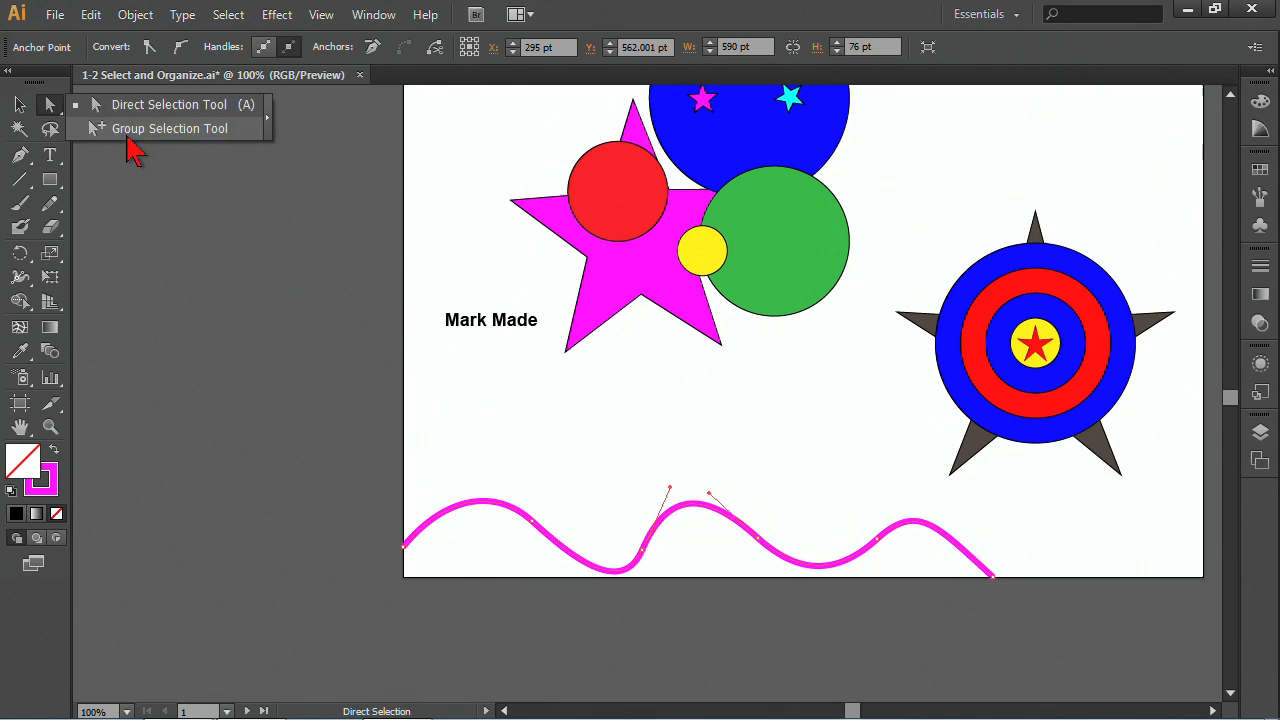 Ai File Edit Object Type Select Effect View Window Help Br Essentials
Anchor Point Convert: Handles: Anchors: X: 295 pt Y: 562.001 pt W: 590 pt H: 76 pt
1-2 Select and Organize.ai* @ 100% (RGB/Preview) ×
Direct Selection Tool (A)
Group Selection Tool
T
Mark Made
100% 1 Direct Selection